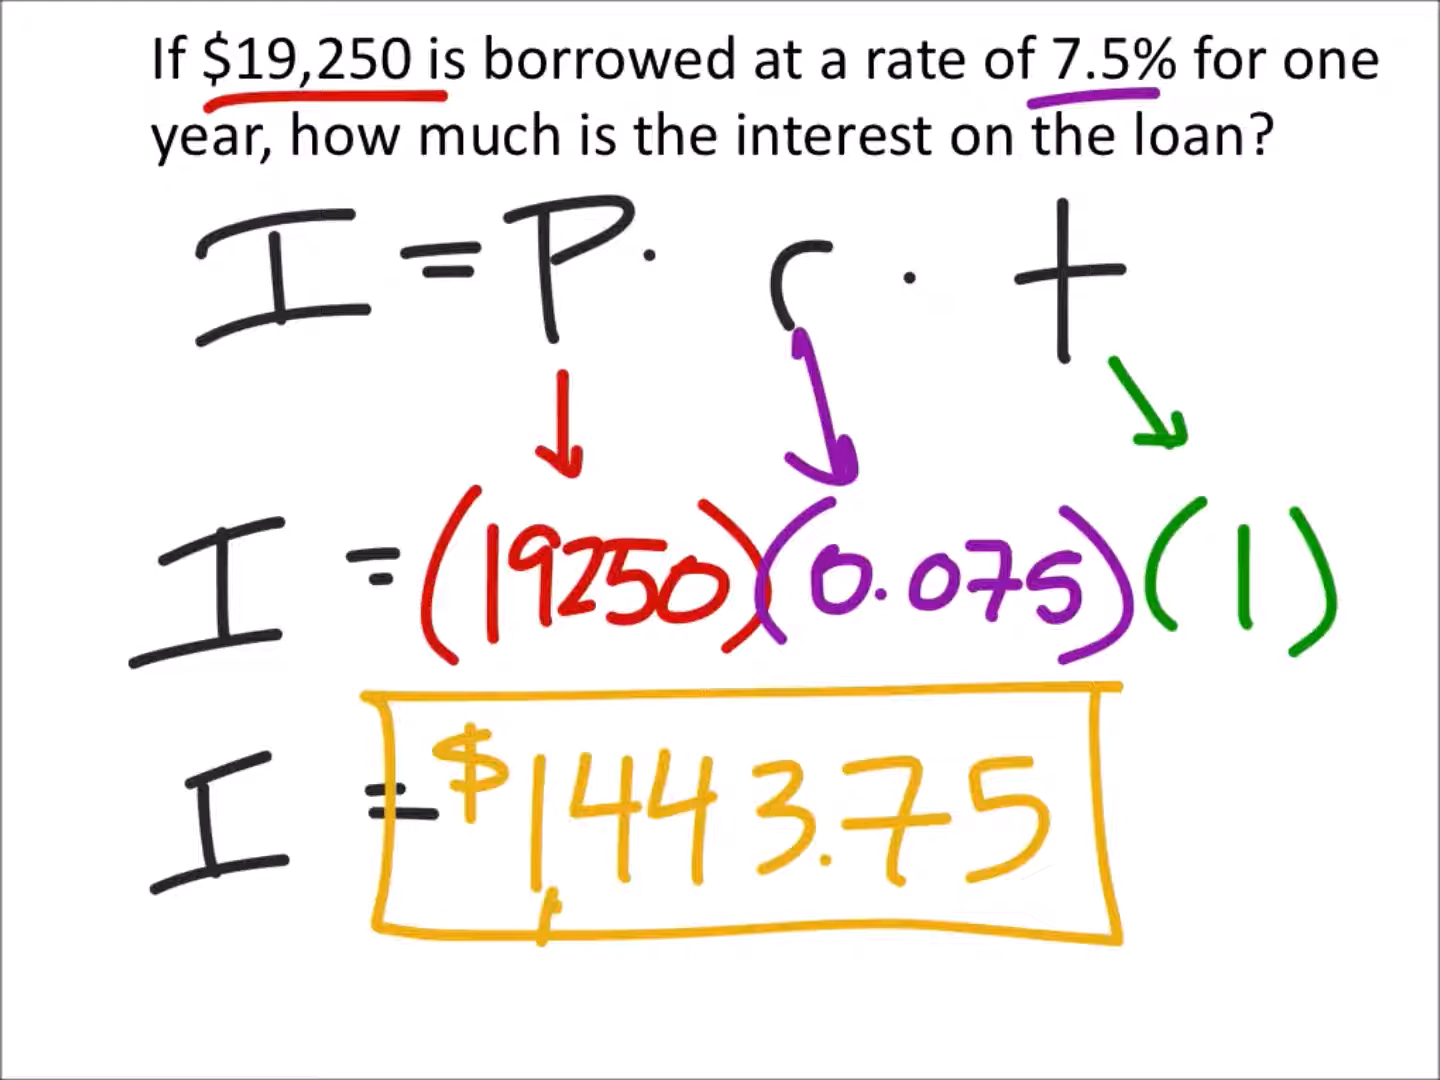 If $19,250 is borrowed at a rate of 7.5% for one
year, how much is the interest on the loan?
I = P · r · t
I = (19250)(0.075)(1)
I = $1,443.75